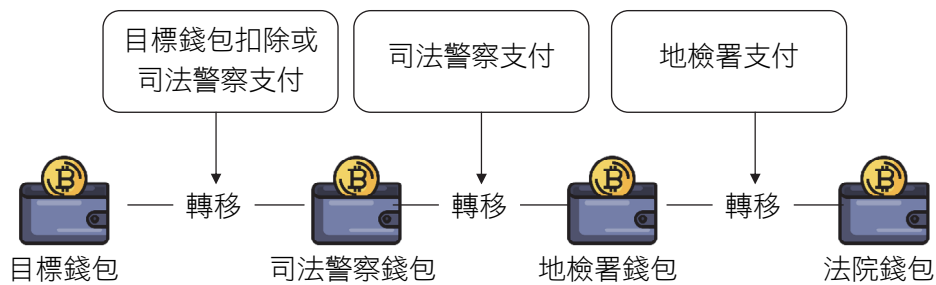 目標錢包扣除或
司法警察支付
司法警察支付
地檢署支付
轉移
轉移
轉移
目標錢包
司法警察錢包
地檢署錢包
法院錢包